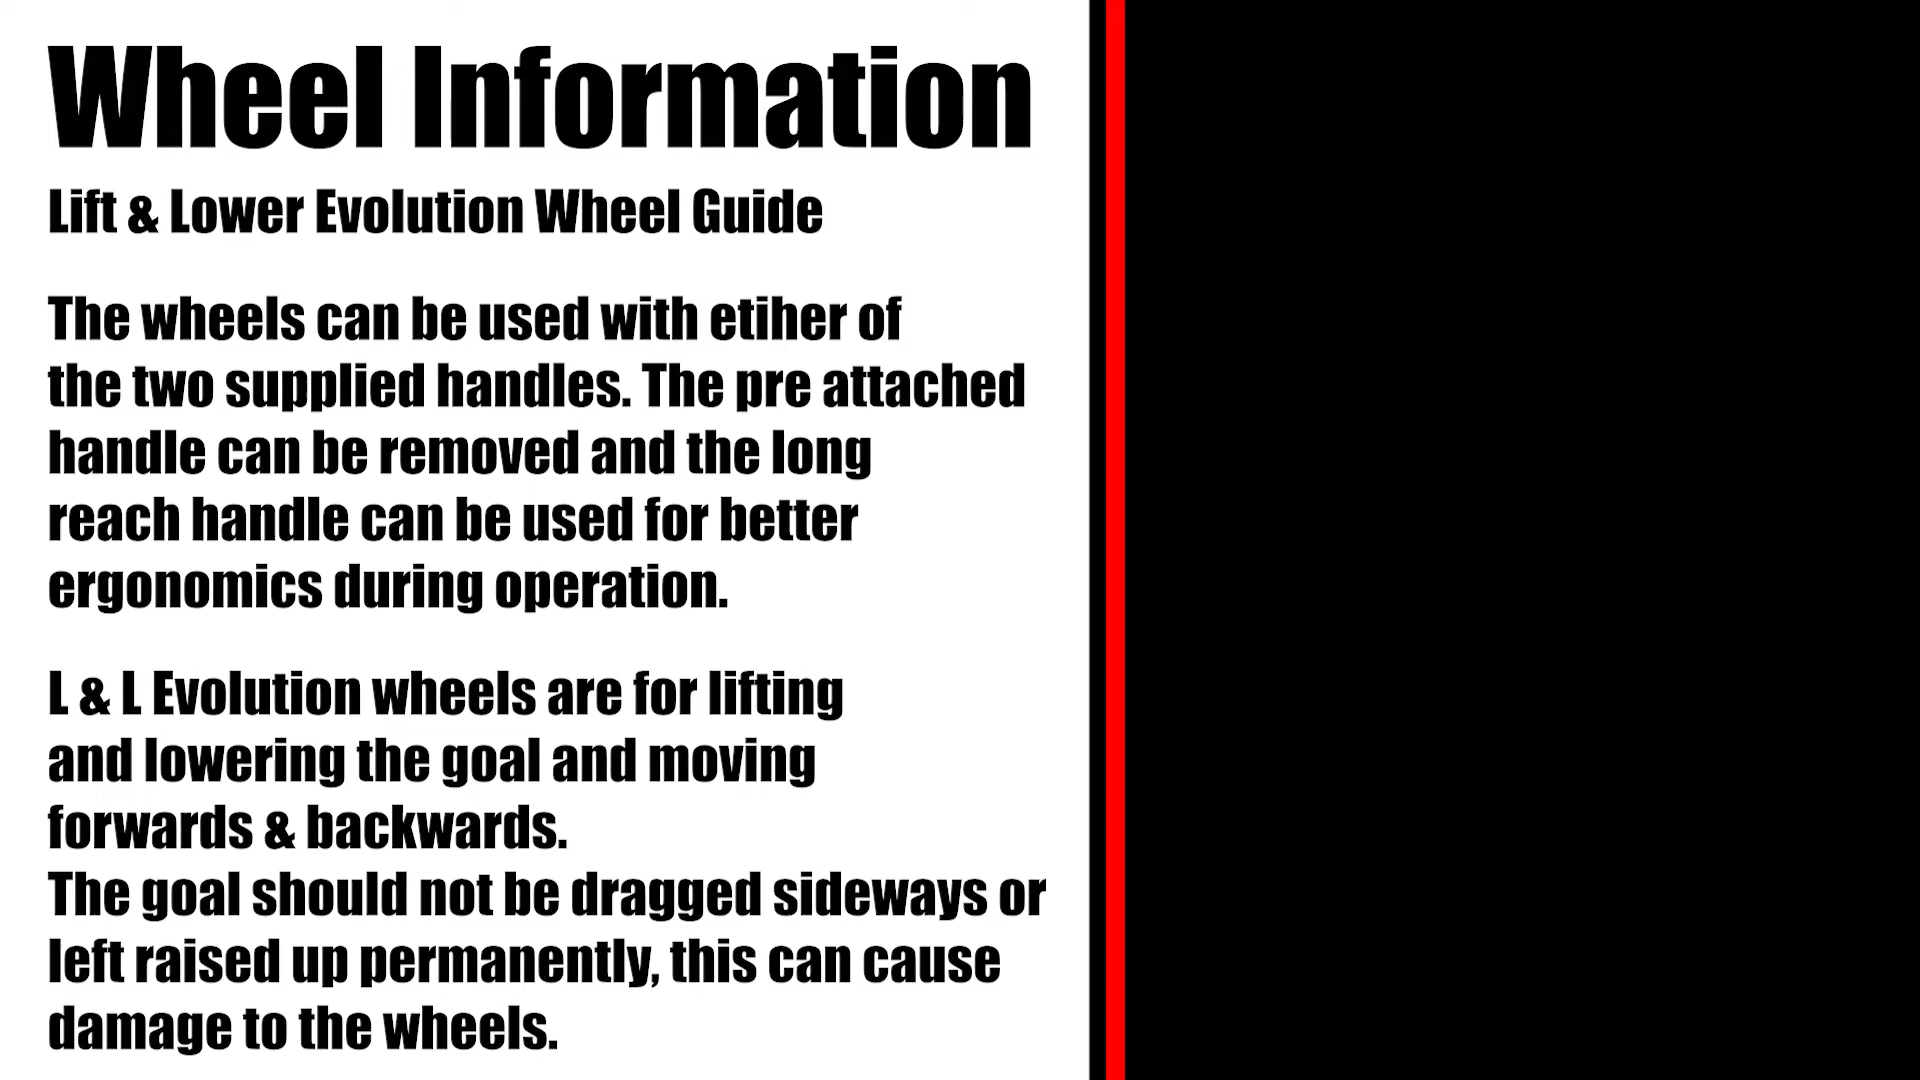 Wheel Information
Lift & Lower Evolution Wheel Guide
The wheels can be used with etiher of
the two supplied handles. The pre attached
handle can be removed and the long
reach handle can be used for better
ergonomics during operation.
L & L Evolution wheels are for lifting
and lowering the goal and moving
forwards & backwards.
The goal should not be dragged sideways or
left raised up permanently, this can cause
damage to the wheels.